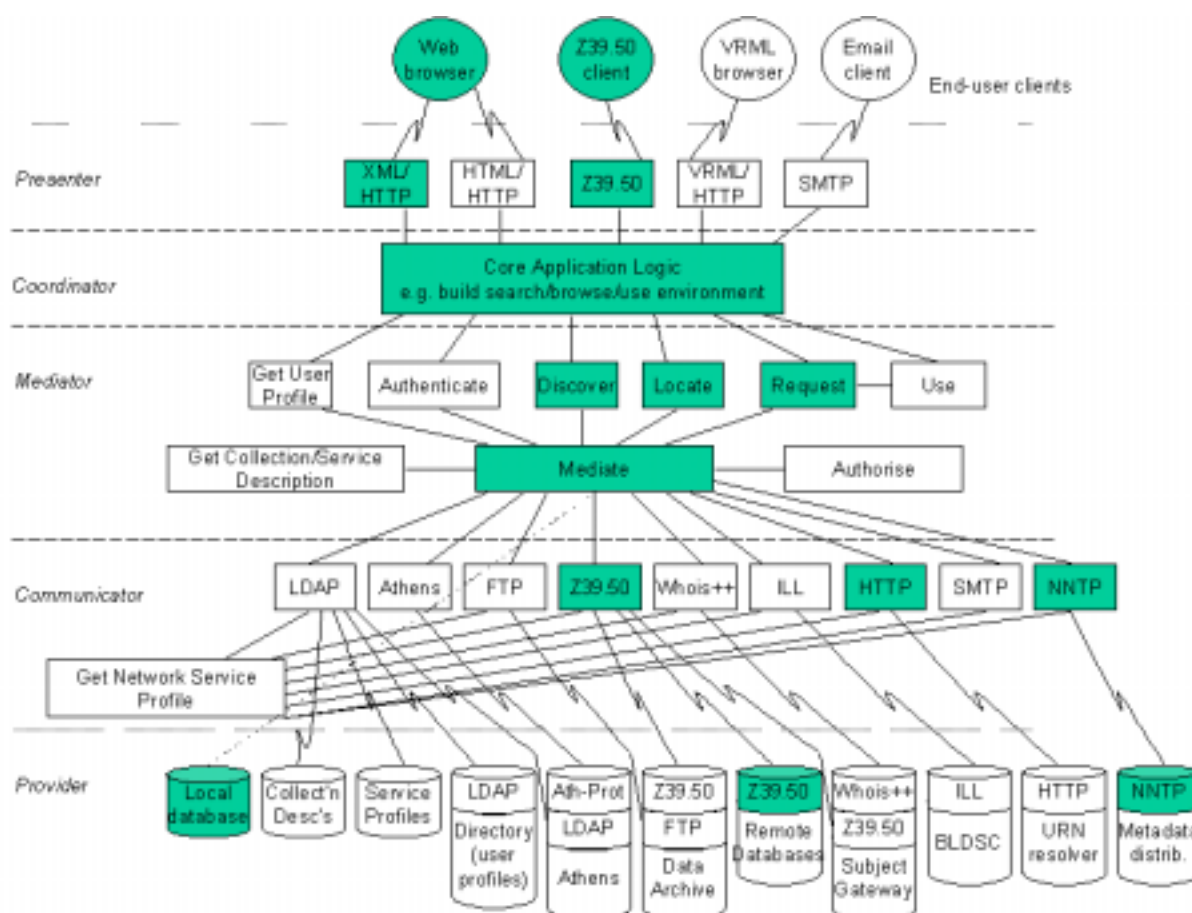 Web
browser
Z39.50
client
VRML
browser
Email
client
End-user clients
Presenter
XML/
HTTP
HTML/
HTTP
Z39.50
VRML/
HTTP
SMTP
Coordinator
Core Application Logic
e.g. build search/browse/use environment
Mediator
Get User
Profile
Authenticate
Discover
Locate
Request
Use
Get Collection/Service
Description
Mediate
Authorise
Communicator
LDAP
Athens
FTP
Z39.50
Whois++
ILL
HTTP
SMTP
NNTP
Get Network Service
Profile
Provider
Local
database
Collect'n
Desc's
Service
Profiles
LDAP
Directory
(user
profiles)
Ath-Prot
LDAP
Athens
Z39.50
FTP
Data
Archive
Z39.50
Remote
Databases
Whois++
Z39.50
Subject
Gateway
ILL
BLDSC
HTTP
URN
resolver
NNTP
Metadata
distrib.